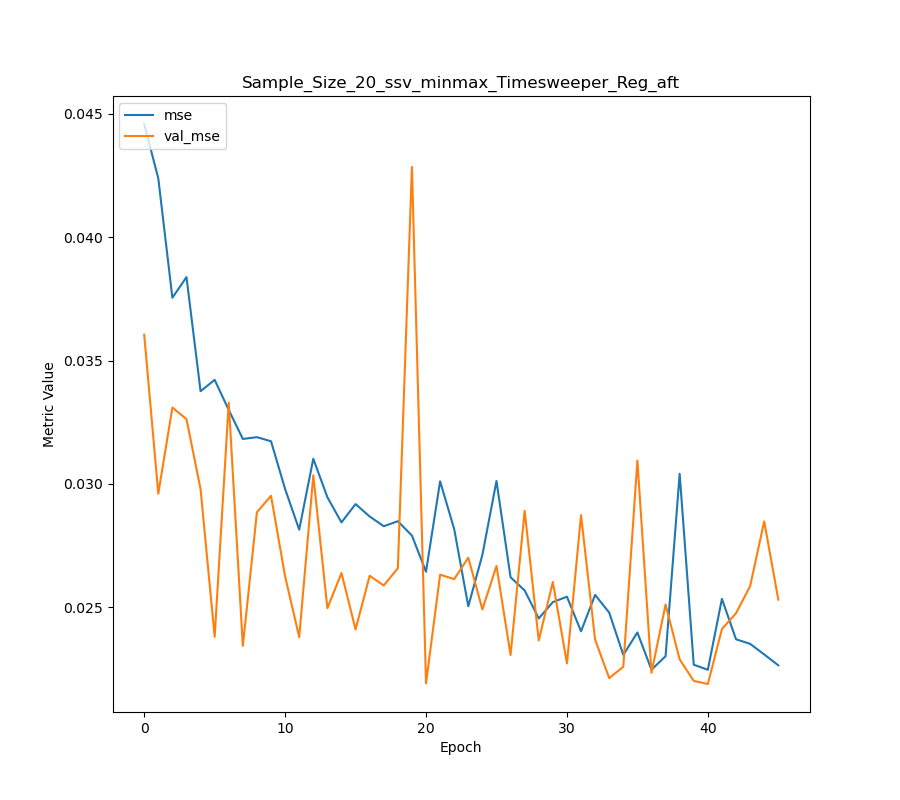 Sample_Size_20_ssv_minmax_Timesweeper_Reg_aft
mse
val_mse
0.045
0.040
0.035
0.030
0.025
Metric Value
0
10
20
30
40
Epoch